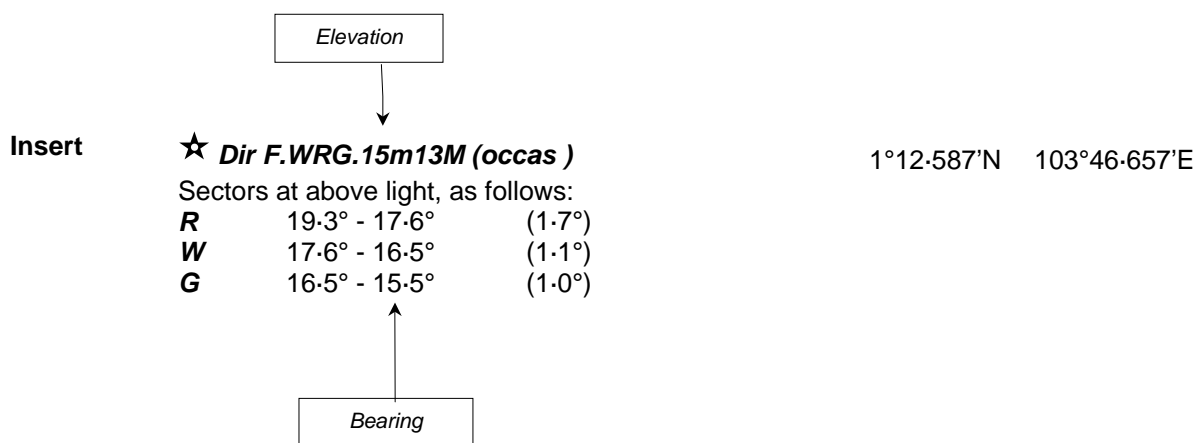 Elevation
Insert ☆ Dir F.WRG.15m13M (occas ) 1°12·587’N 103°46·657’E
Sectors at above light, as follows:
R 19·3° - 17·6° (1·7°)
W 17·6° - 16·5° (1·1°)
G 16·5° - 15·5° (1·0°)
Bearing